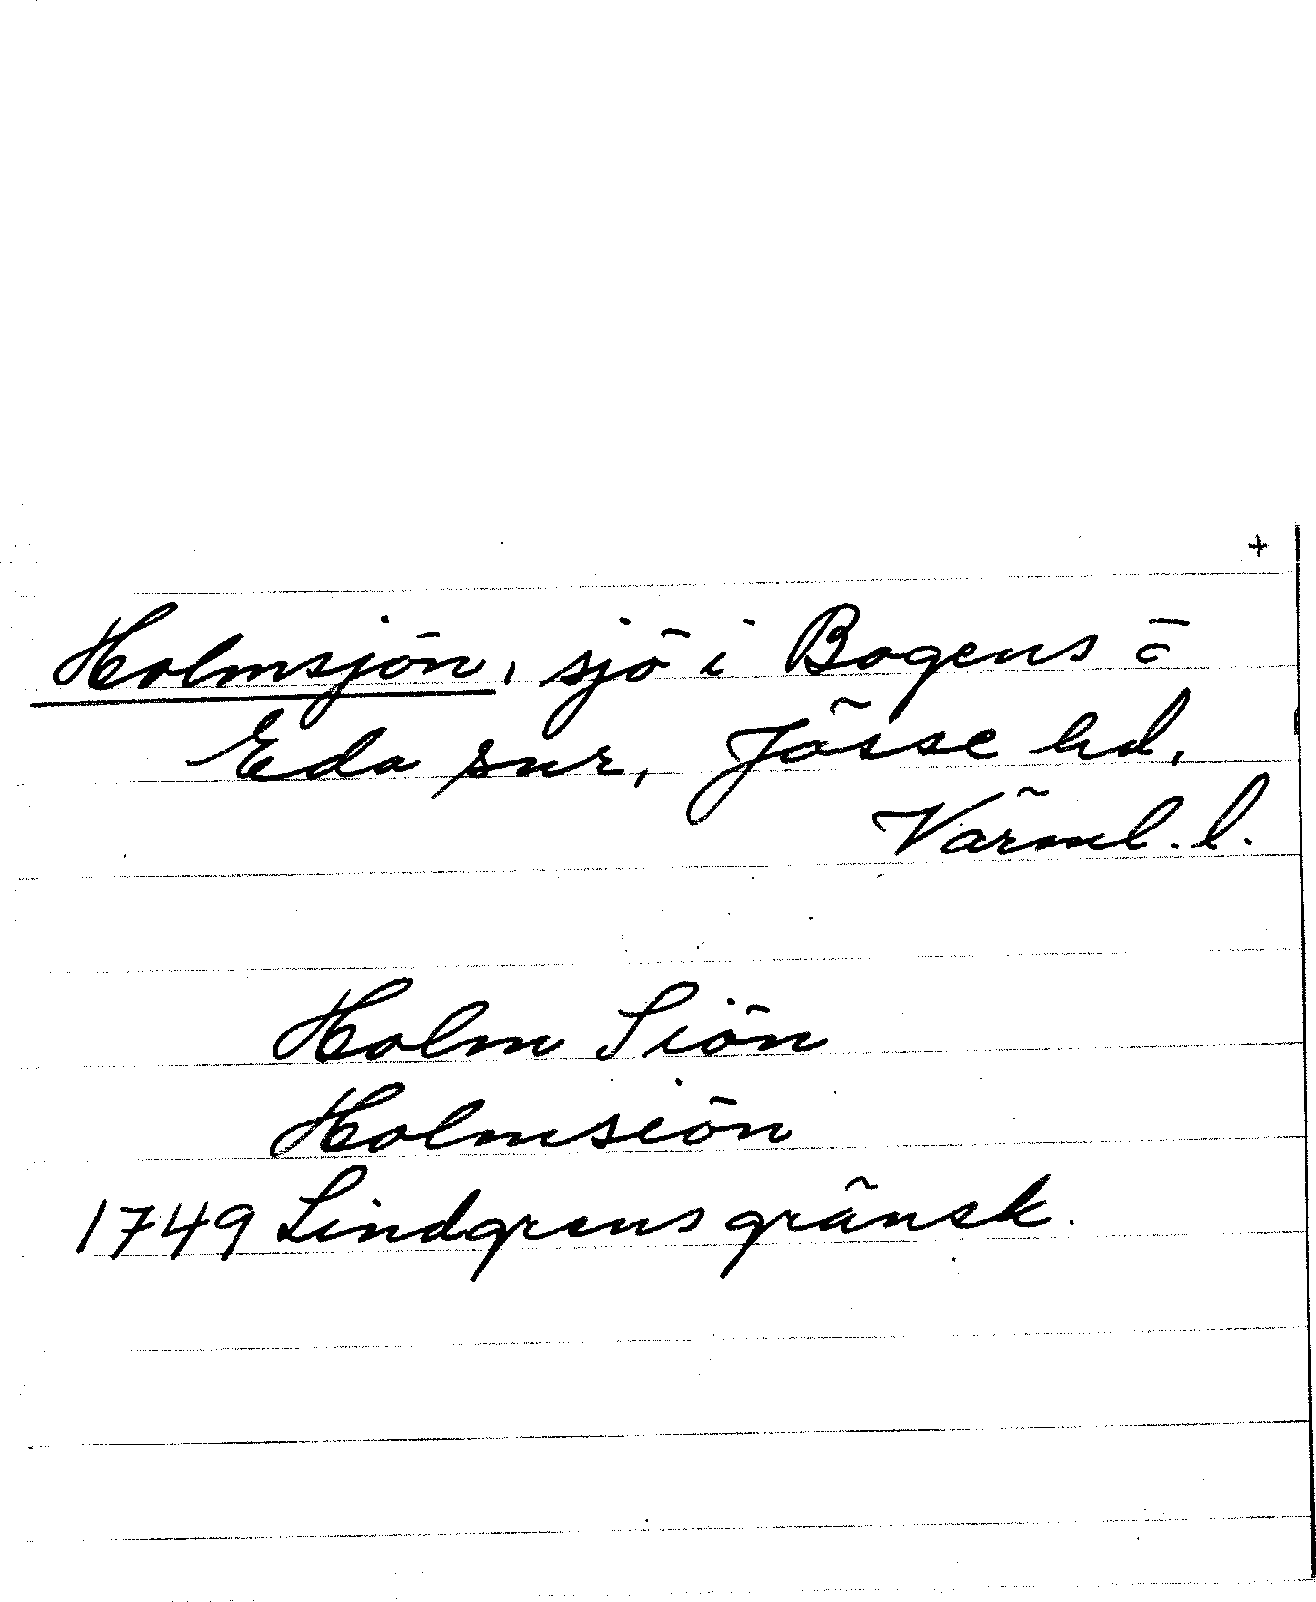 +
Holmsjön, sjö i Bogens o
Eda snr, Jösse hd,
Värml. l.
Holm Siön
Holmsiön
1749 Lindgrens gränsk.